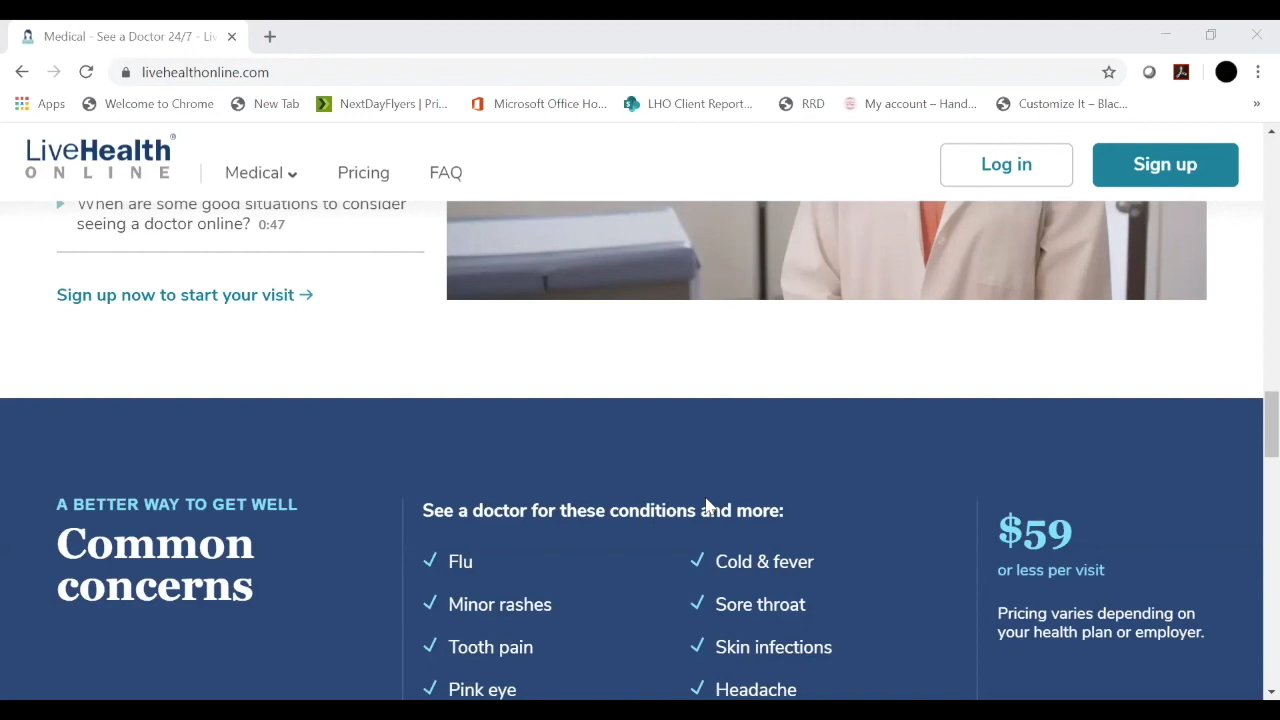 Medical - See a Doctor 24/7 - Liv
livehealthonline.com
Apps
Welcome to Chrome
New Tab
NextDayFlyers | Pri...
Microsoft Office Ho...
LHO Client Report...
RRD
My account – Hand...
Customize It – Blac...
»
LiveHealth®
ONLINE
Medical
Pricing
FAQ
Log in
Sign up
When are some good situations to consider
seeing a doctor online? 0:47
Sign up now to start your visit →
A BETTER WAY TO GET WELL
Common
concerns
See a doctor for these conditions and more:
✓ Flu
✓ Cold & fever
✓ Minor rashes
✓ Sore throat
✓ Tooth pain
✓ Skin infections
✓ Pink eye
✓ Headache
$59
or less per visit
Pricing varies depending on
your health plan or employer.